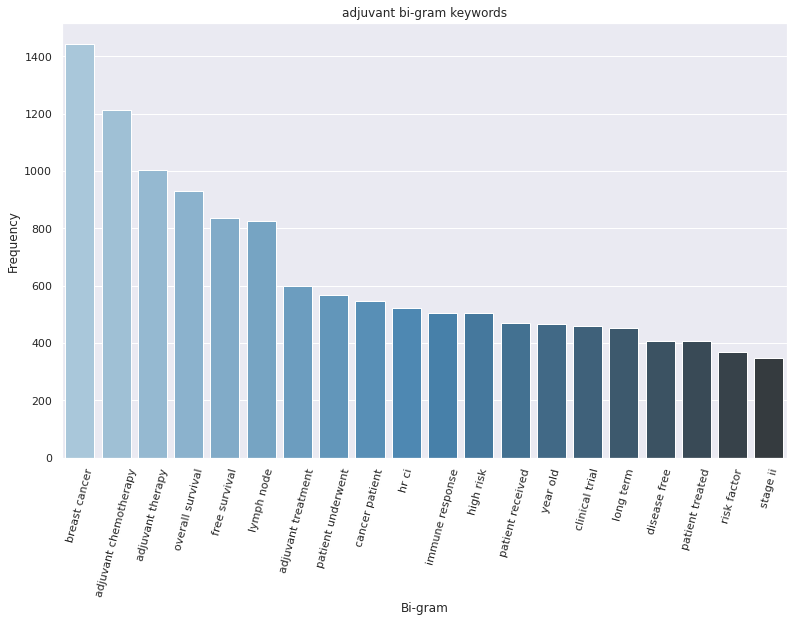 adjuvant bi-gram keywords
Frequency
1400
1200
1000
800
600
400
200
0
breast cancer
adjuvant chemotherapy
adjuvant therapy
overall survival
free survival
lymph node
adjuvant treatment
patient underwent
cancer patient
hr ci
immune response
high risk
patient received
year old
clinical trial
long term
disease free
patient treated
risk factor
stage ii
Bi-gram